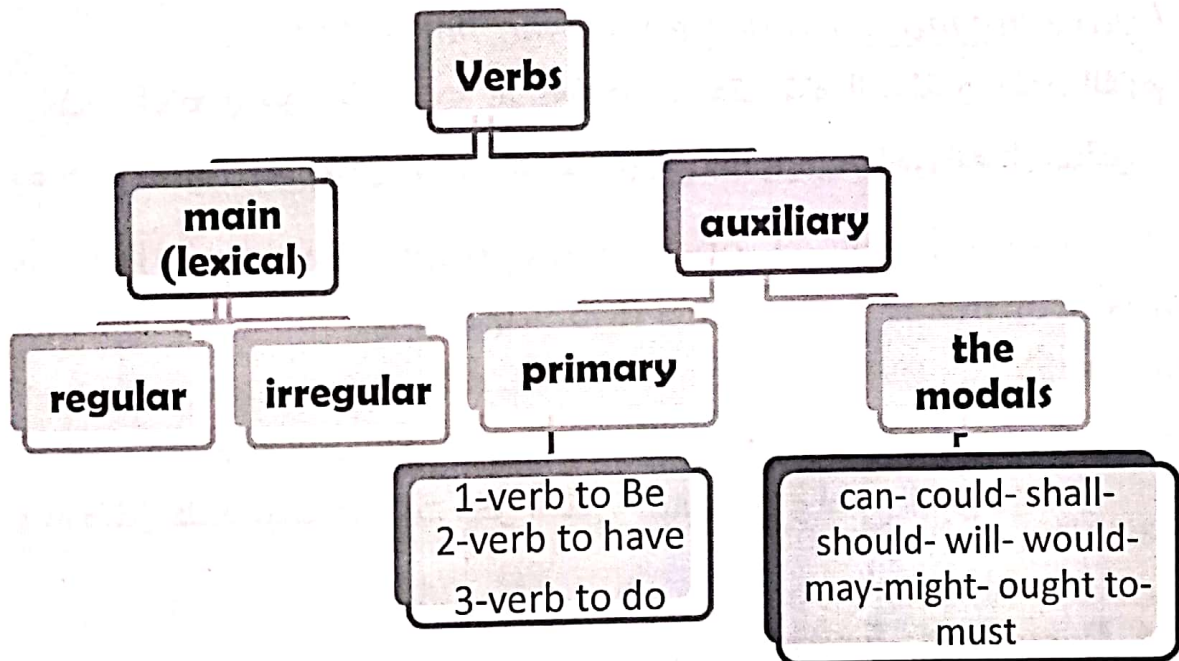 Verbs
main
(lexical)
auxiliary
regular
irregular
primary
the
modals
1-verb to Be
2-verb to have
3-verb to do
can- could- shall-
should- will- would-
may-might- ought to-
must